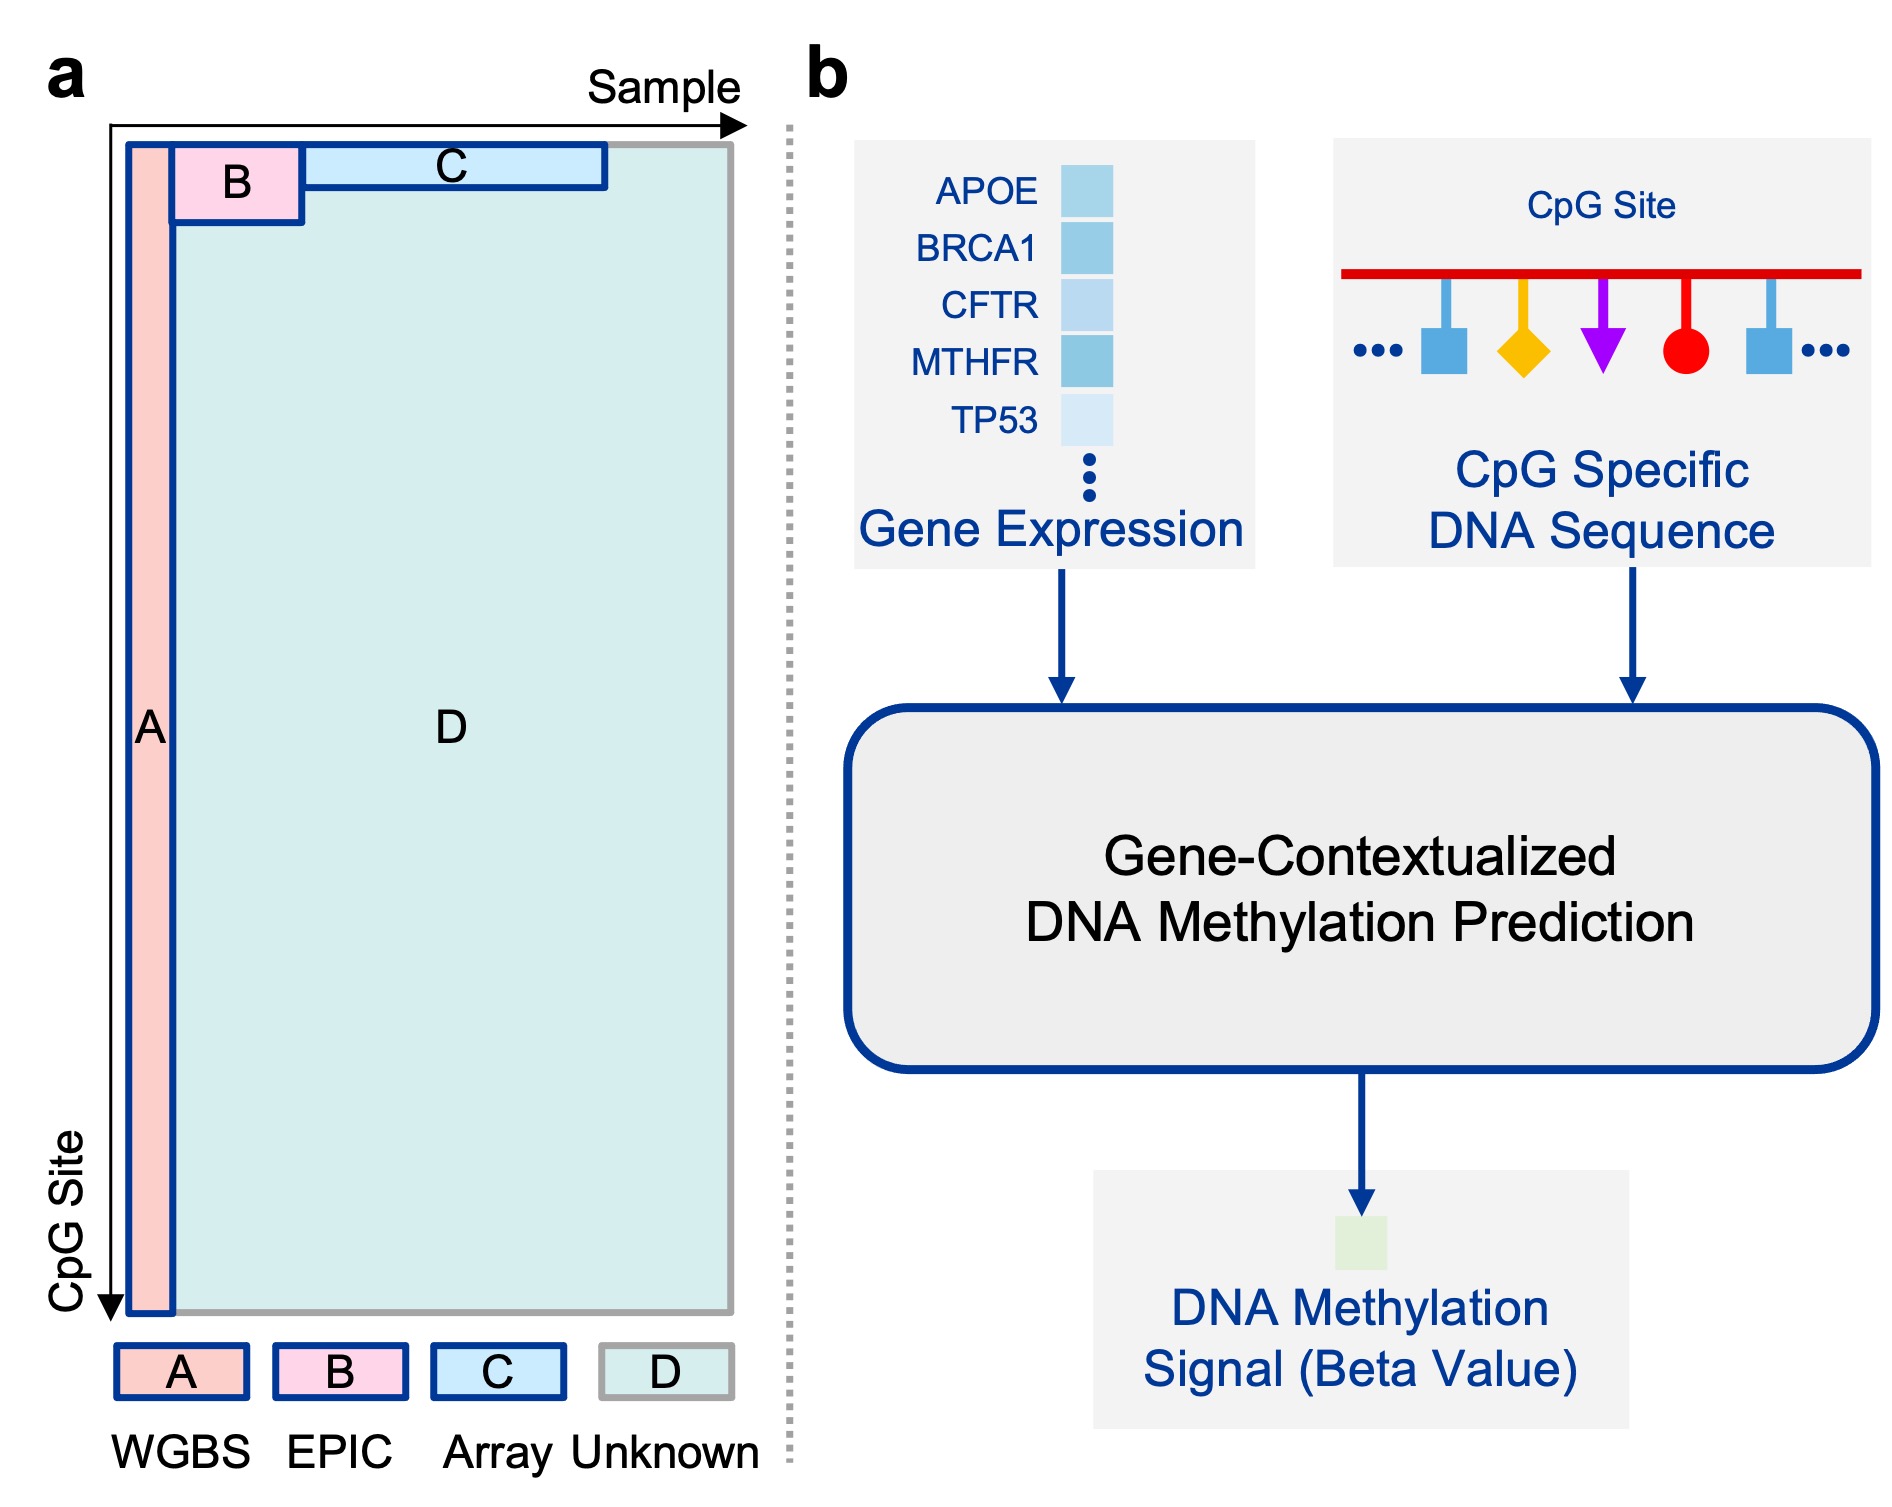 a
Sample
B
C
A
D
CpG Site
A
B
C
D
WGBS
EPIC
Array
Unknown
b
APOE
BRCA1
CFTR
MTHFR
TP53
Gene Expression
CpG Site
CpG Specific
DNA Sequence
Gene-Contextualized
DNA Methylation Prediction
DNA Methylation
Signal (Beta Value)